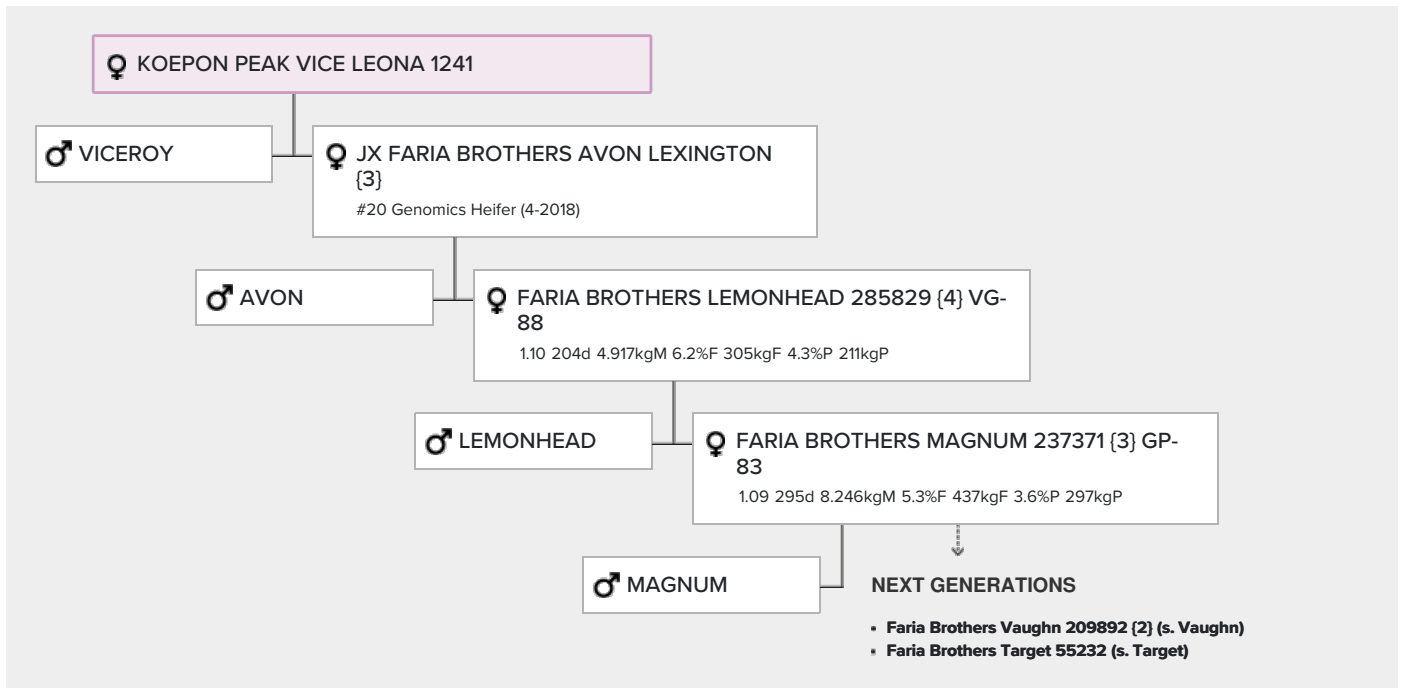 KOEPON PEAK VICE LEONA 1241
VICEROY
JX FARIA BROTHERS AVON LEXINGTON
{3}
#20 Genomics Heifer (4-2018)
AVON
FARIA BROTHERS LEMONHEAD 285829 {4} VG-
88
1.10 204d 4.917kgM 6.2%F 305kgF 4.3%P 211kgP
LEMONHEAD
FARIA BROTHERS MAGNUM 237371 {3} GP-
83
1.09 295d 8.246kgM 5.3%F 437kgF 3.6%P 297kgP
MAGNUM
NEXT GENERATIONS
Faria Brothers Vaughn 209892 {2} (s. Vaughn)
Faria Brothers Target 55232 (s. Target)